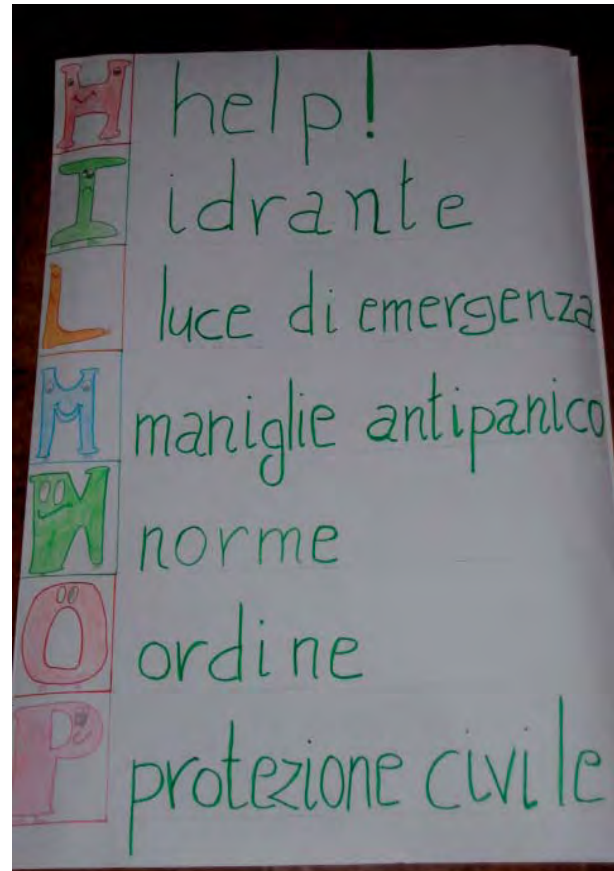 H help!
I idrante
L luce di emergenza
M maniglie antipanico
N norme
O ordine
P protezione civile